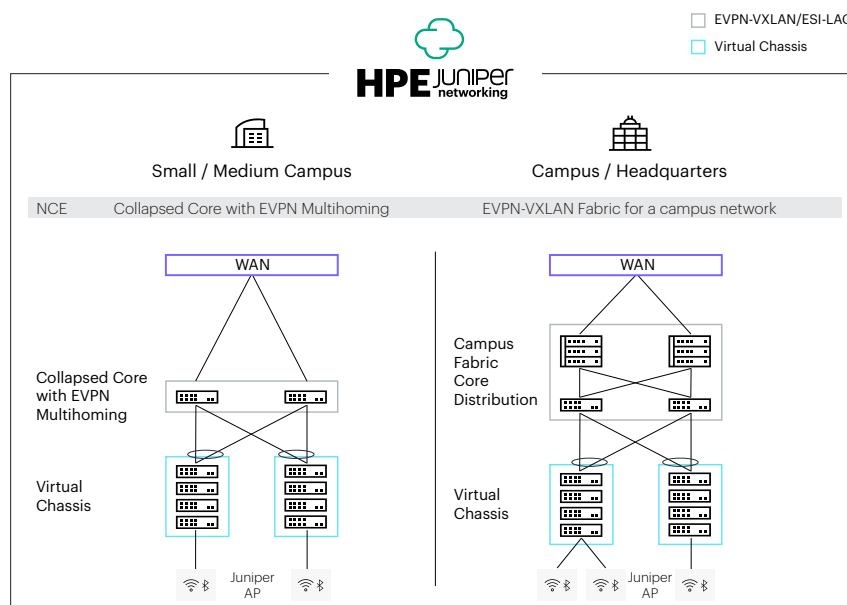 EVPN-VXLAN/ESI-LAG
Virtual Chassis
HPE JUNIPER
networking
Small / Medium Campus
Campus / Headquarters
NCE Collapsed Core with EVPN Multihoming EVPN-VXLAN Fabric for a campus network
WAN
Collapsed Core
with EVPN
Multihoming
Virtual
Chassis
Juniper
AP
WAN
Campus
Fabric
Core
Distribution
Virtual
Chassis
Juniper
AP